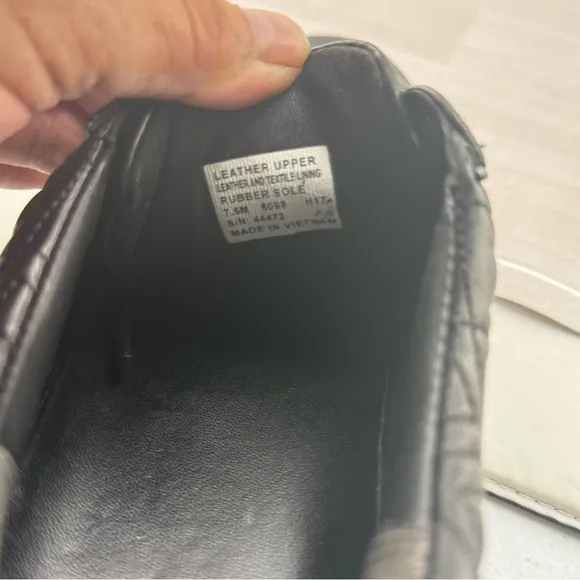 LEATHER UPPER
LEATHER AND TEXTILE LINING
RUBBER SOLE
7.5M 6098 H17
S/N: 44472
MADE IN VIETNAM